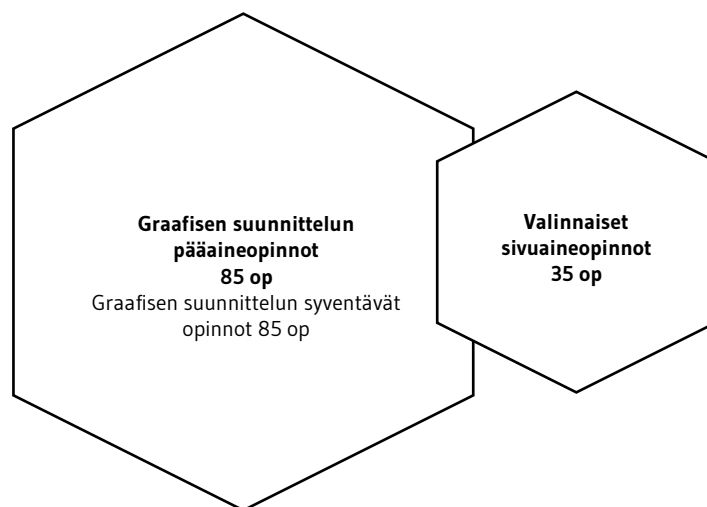 Graafisen suunnittelun
pääaineopinnot
85 op
Graafisen suunnittelun syventävät
opinnot 85 op
Valinnaiset
sivuaineopinnot
35 op